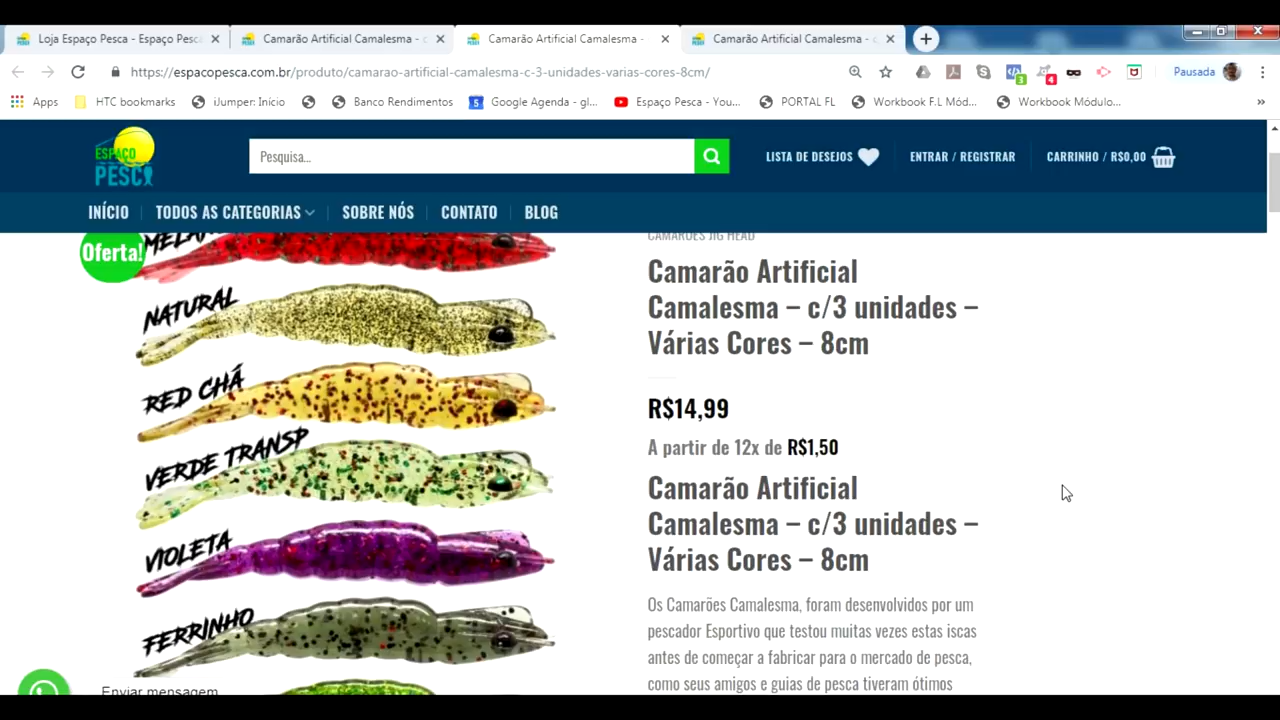 Loja Espaço Pesca - Espaço Pesca
Camarão Artificial Camalesma - c
Camarão Artificial Camalesma -
Camarão Artificial Camalesma - c
https://espacopesca.com.br/produto/camarao-artificial-camalesma-c-3-unidades-varias-cores-8cm/
3
4
Pausada
Apps
HTC bookmarks
iJumper: Início
Banco Rendimentos
5
Google Agenda - gl...
Espaço Pesca - You...
PORTAL FL
Workbook F.L Mód...
Workbook Módulo...
»
ESPAÇO
PESCA
Pesquisa...
LISTA DE DESEJOS
ENTRAR / REGISTRAR
CARRINHO / R$0,00
INÍCIO
TODOS AS CATEGORIAS
SOBRE NÓS
CONTATO
BLOG
Oferta!
NATURAL
RED CHÁ
VERDE TRANSP
VIOLETA
FERRINHO
CAMARÕES JIG HEAD
Camarão Artificial
Camalesma – c/3 unidades –
Várias Cores – 8cm
R$14,99
A partir de 12x de R$1,50
Camarão Artificial
Camalesma – c/3 unidades –
Várias Cores – 8cm
Os Camarões Camalesma, foram desenvolvidos por um
pescador Esportivo que testou muitas vezes estas iscas
antes de começar a fabricar para o mercado de pesca,
como seus amigos e guias de pesca tiveram ótimos
Enviar mensagem